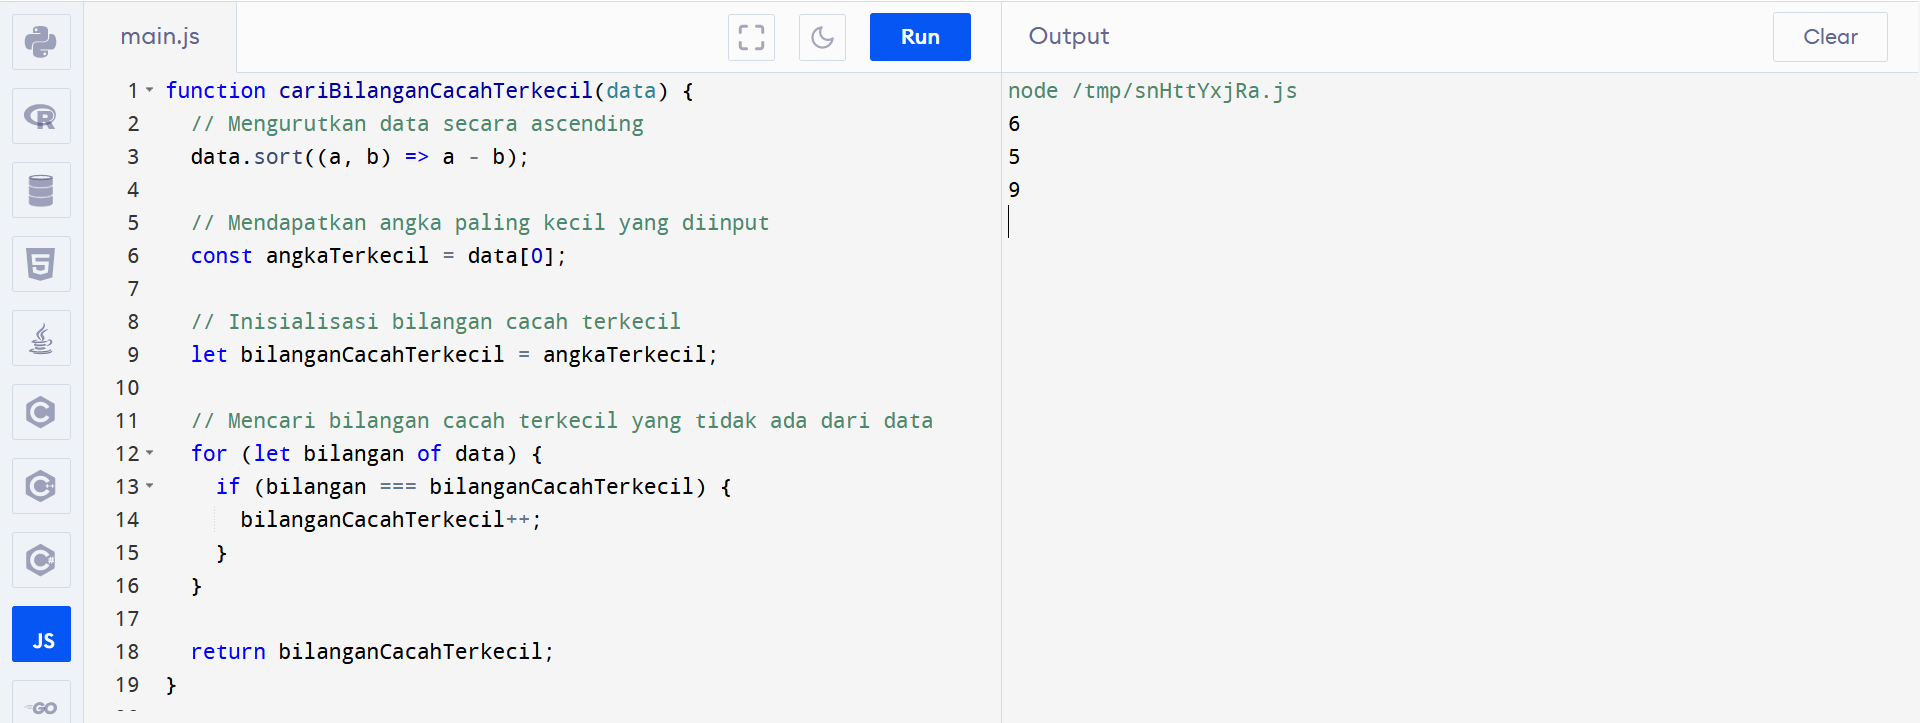 main.js
Run
Output
Clear
1 function cariBilanganCacahTerkecil(data) {
2 // Mengurutkan data secara ascending
3 data.sort((a, b) => a - b);
4
5 // Mendapatkan angka paling kecil yang diinput
6 const angkaTerkecil = data[0];
7
8 // Inisialisasi bilangan cacah terkecil
9 let bilanganCacahTerkecil = angkaTerkecil;
10
11 // Mencari bilangan cacah terkecil yang tidak ada dari data
12 for (let bilangan of data) {
13 if (bilangan === bilanganCacahTerkecil) {
14 bilanganCacahTerkecil++;
15 }
16 }
17
18 return bilanganCacahTerkecil;
19 }
node /tmp/snHttYxjRa.js
6
5
9
R
5
C
C++
C#
JS
GO